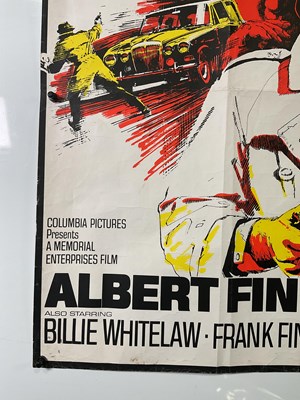 COLUMBIA PICTURES
Presents
A MEMORIAL
ENTERPRISES FILM
ALBERT FIN
ALSO STARRING
BILLIE WHITELAW · FRANK FIN